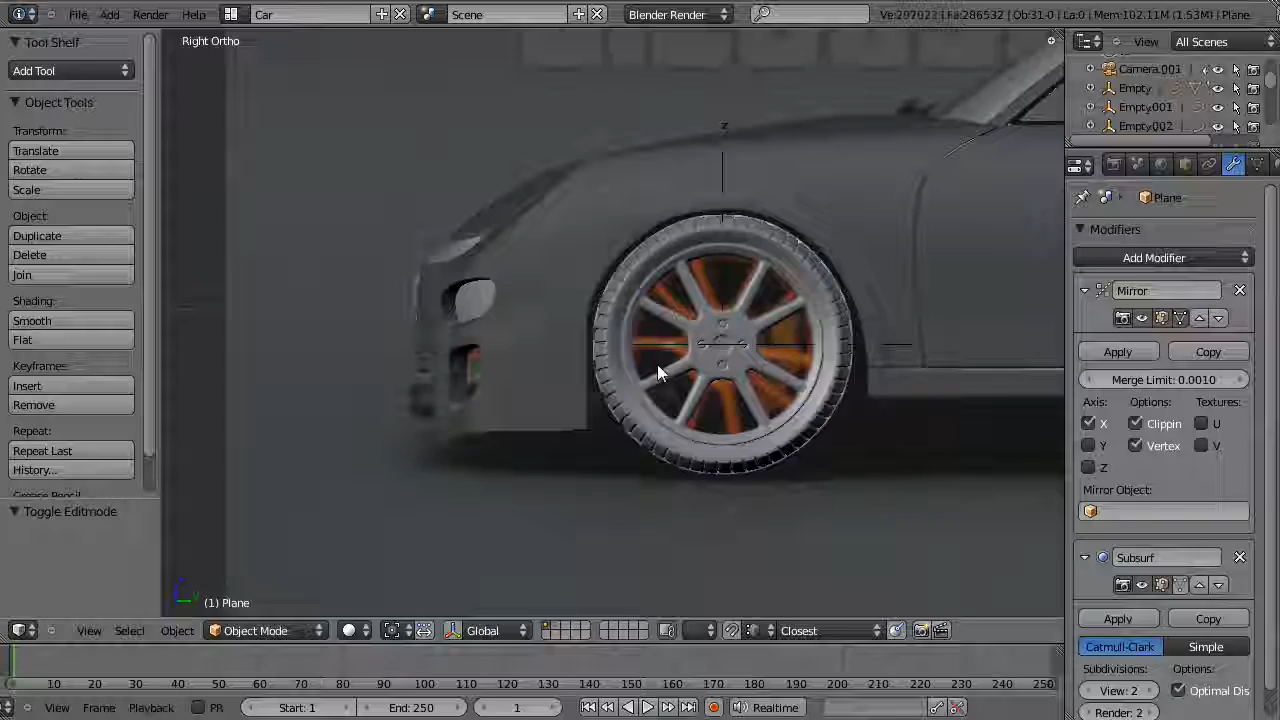 File Add Render Help Car Scene Blender Render Ve:297022 | Fa:286532 | Ob:31-0 | La:0 | Mem:102.11M (1.53M) | Plane
Tool Shelf
Add Tool
Object Tools
Transform:
Translate
Rotate
Scale
Object:
Duplicate
Delete
Join
Shading:
Smooth
Flat
Keyframes:
Insert
Remove
Repeat:
Repeat Last
History...
Grease Pencil
Toggle Editmode
Right Ortho
z
(1) Plane
View Select Object Object Mode Global Closest
10 20 30 40 50 60 70 80 90 100 110 120 130 140 150 160 170 180 190 200 210 220 230 240 250
View Frame Playback PR Start: 1 End: 250 1 Realtime
View All Scenes
Camera.001
Empty
Empty.001
Empty.002
Plane
Modifiers
Add Modifier
Mirror
Apply Copy
Merge Limit: 0.0010
Axis: Options: Textures:
X Clippin U
Y Vertex V
Z
Mirror Object:
Subsurf
Apply Copy
Catmull-Clark Simple
Subdivisions: Options:
View: 2 Optimal Dis
Render: 2